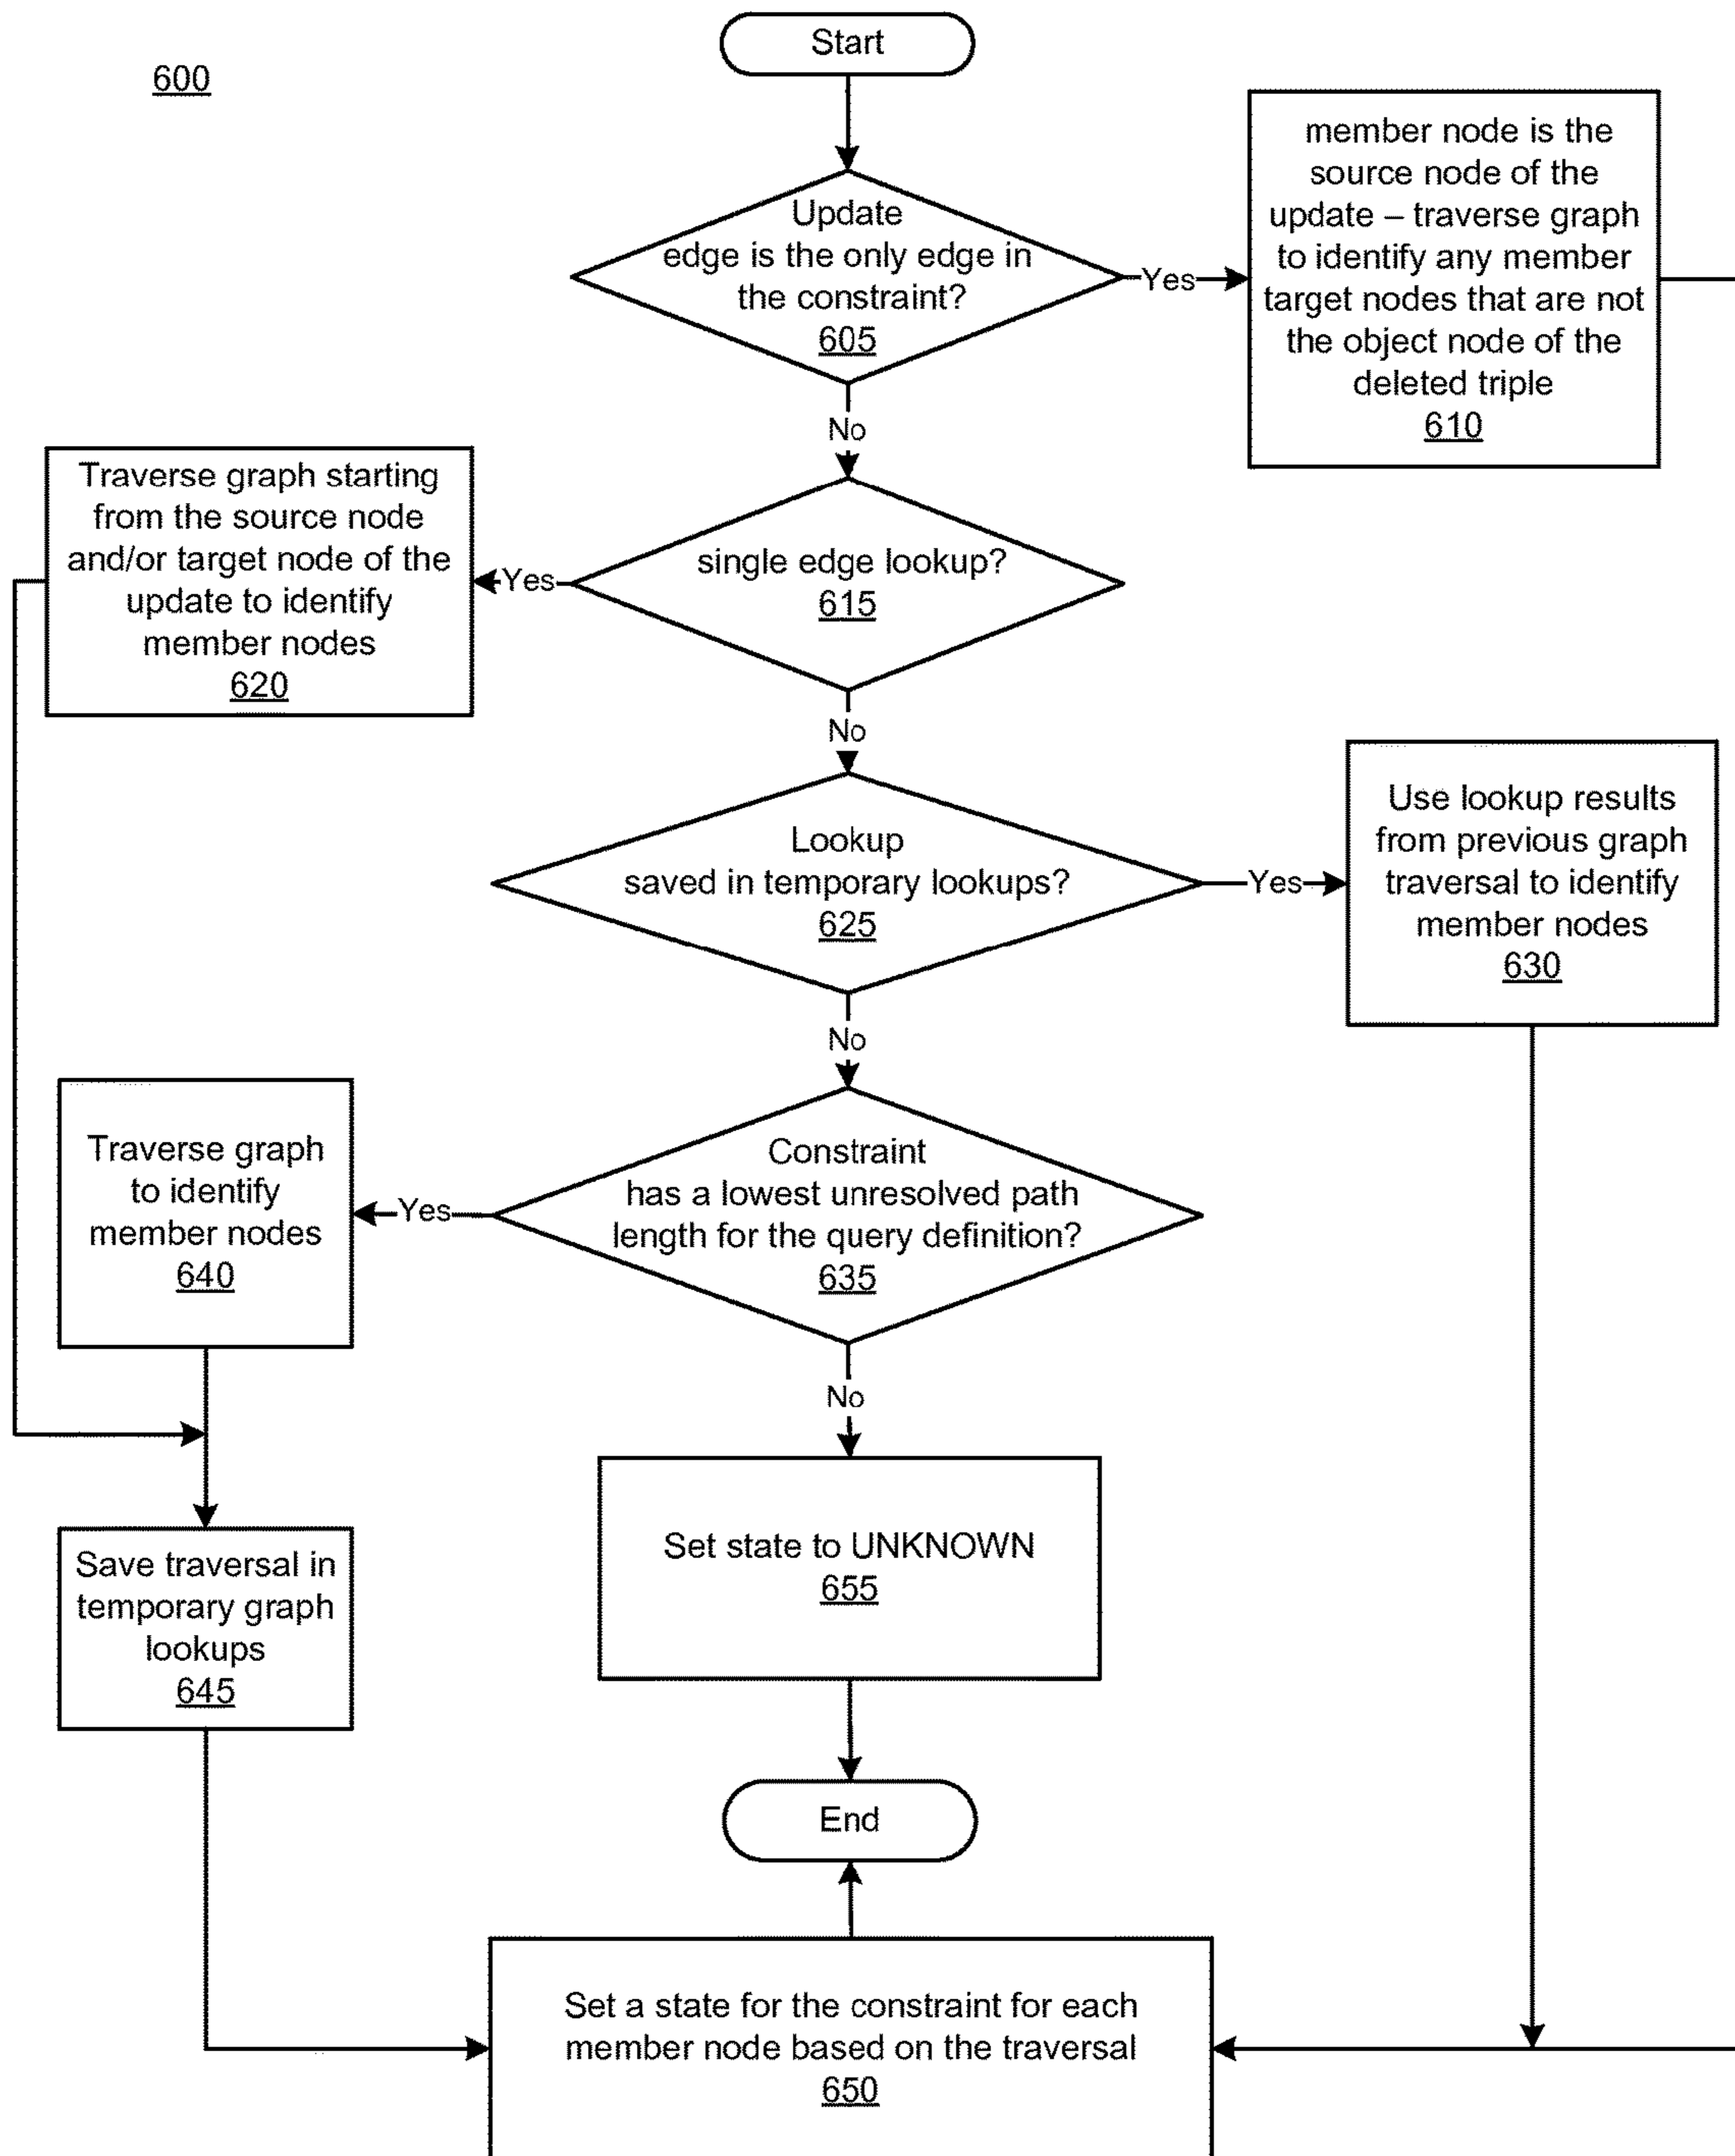 600
Start
Update
edge is the only edge in
the constraint?
605
Yes
member node is the
source node of the
update – traverse graph
to identify any member
target nodes that are not
the object node of the
deleted triple
610
No
Traverse graph starting
from the source node
and/or target node of the
update to identify
member nodes
620
Yes
single edge lookup?
615
No
Lookup
saved in temporary lookups?
625
Yes
Use lookup results
from previous graph
traversal to identify
member nodes
630
No
Traverse graph
to identify
member nodes
640
Yes
Constraint
has a lowest unresolved path
length for the query definition?
635
No
Save traversal in
temporary graph
lookups
645
Set state to UNKNOWN
655
End
Set a state for the constraint for each
member node based on the traversal
650